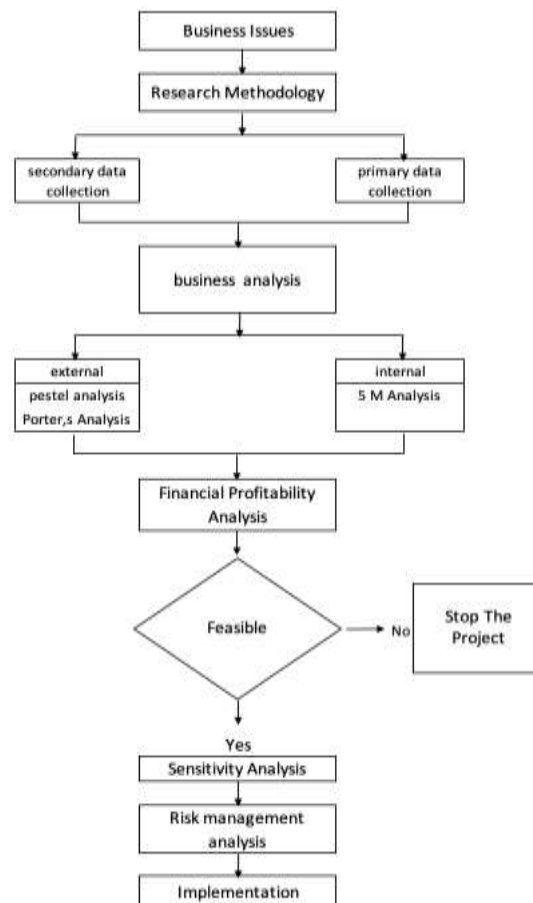 Business Issues
Research Methodology
secondary data
collection
primary data
collection
business analysis
external
pestel analysis
Porter,s Analysis
internal
5 M Analysis
Financial Profitability
Analysis
Feasible
No
Stop The
Project
Yes
Sensitivity Analysis
Risk management
analysis
Implementation